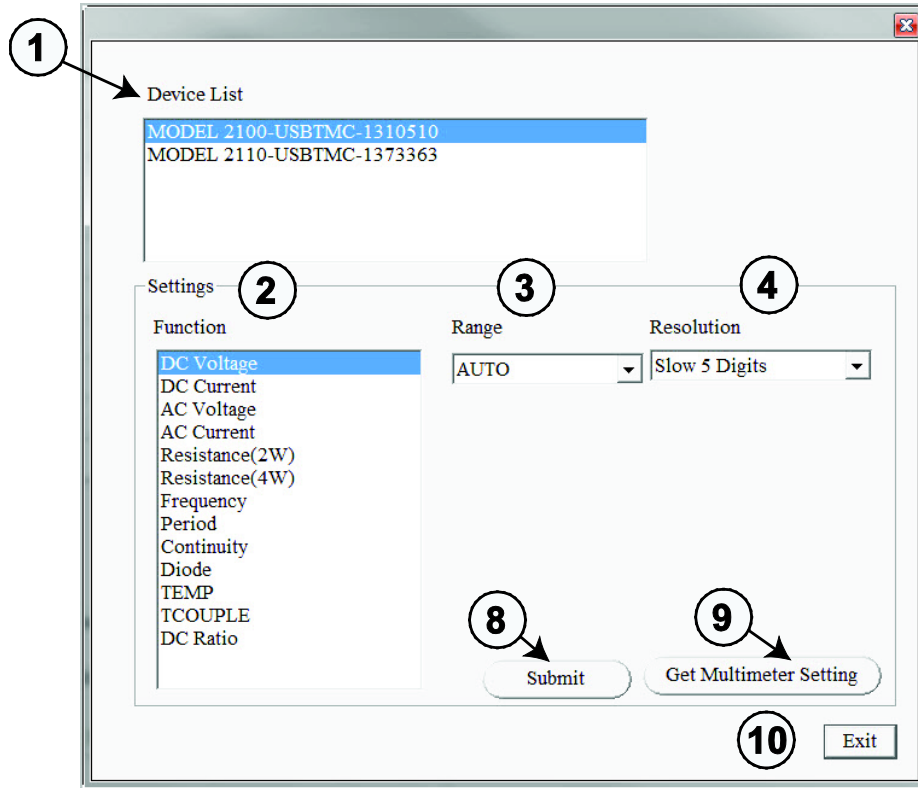 1
Device List
MODEL 2100-USBTMC-1310510
MODEL 2110-USBTMC-1373363
Settings
2
3
4
Function
Range
Resolution
DC Voltage
DC Current
AC Voltage
AC Current
Resistance(2W)
Resistance(4W)
Frequency
Period
Continuity
Diode
TEMP
TCOUPLE
DC Ratio
AUTO
Slow 5 Digits
8
9
Submit
Get Multimeter Setting
10
Exit